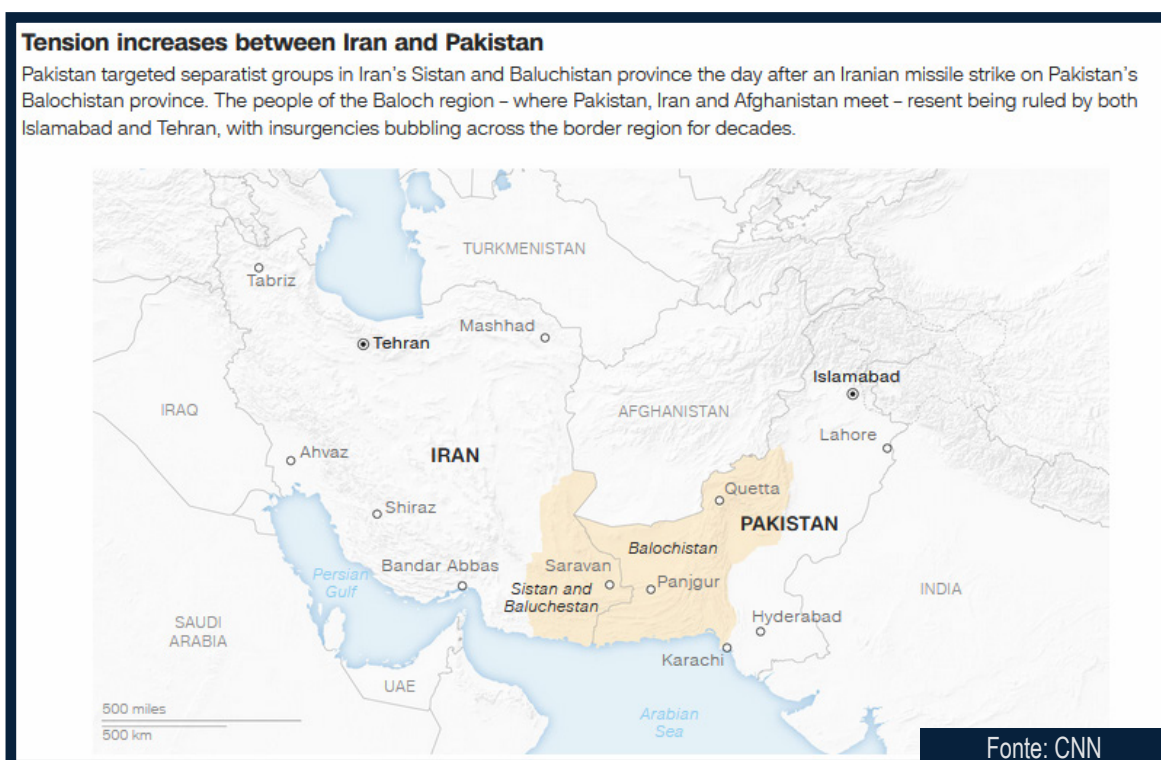 Tension increases between Iran and Pakistan
Pakistan targeted separatist groups in Iran's Sistan and Baluchistan province the day after an Iranian missile strike on Pakistan's
Balochistan province. The people of the Baloch region – where Pakistan, Iran and Afghanistan meet – resent being ruled by both
Islamabad and Tehran, with insurgencies bubbling across the border region for decades.
TURKMENISTAN
Tabriz
Mashhad
Tehran
Islamabad
IRAQ
AFGHANISTAN
Lahore
Ahvaz
IRAN
Quetta
Shiraz
PAKISTAN
Balochistan
Bandar Abbas
Saravan
Persian
Gulf
Panjgur
Sistan and
Baluchestan
INDIA
Hyderabad
SAUDI
ARABIA
Karachi
UAE
500 miles
500 km
Arabian
Sea
Fonte: CNN